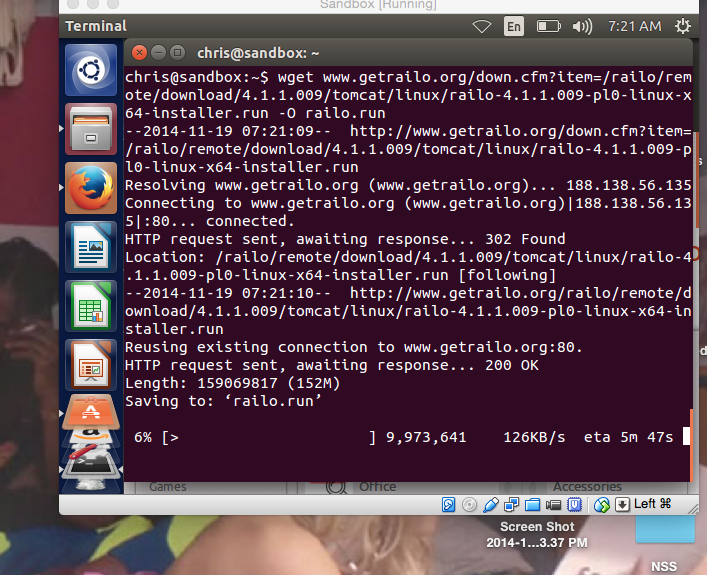 Sandbox [Running]
Terminal
En
7:21 AM
chris@sandbox: ~
chris@sandbox:~$ wget www.getrailo.org/down.cfm?item=/railo/rem
ote/download/4.1.1.009/tomcat/linux/railo-4.1.1.009-pl0-linux-x
64-installer.run -O railo.run
--2014-11-19 07:21:09--  http://www.getrailo.org/down.cfm?item=
/railo/remote/download/4.1.1.009/tomcat/linux/railo-4.1.1.009-p
l0-linux-x64-installer.run
Resolving www.getrailo.org (www.getrailo.org)... 188.138.56.135
Connecting to www.getrailo.org (www.getrailo.org)|188.138.56.13
5|:80... connected.
HTTP request sent, awaiting response... 302 Found
Location: /railo/remote/download/4.1.1.009/tomcat/linux/railo-4
.1.1.009-pl0-linux-x64-installer.run [following]
--2014-11-19 07:21:10--  http://www.getrailo.org/railo/remote/d
ownload/4.1.1.009/tomcat/linux/railo-4.1.1.009-pl0-linux-x64-in
staller.run
Reusing existing connection to www.getrailo.org:80.
HTTP request sent, awaiting response... 200 OK
Length: 159069817 (152M)
Saving to: ‘railo.run’
6% [>                      ] 9,973,641    126KB/s  eta 5m 47s
Games
Office
Accessories
Left ⌘
Screen Shot
2014-1...3.37 PM
NSS